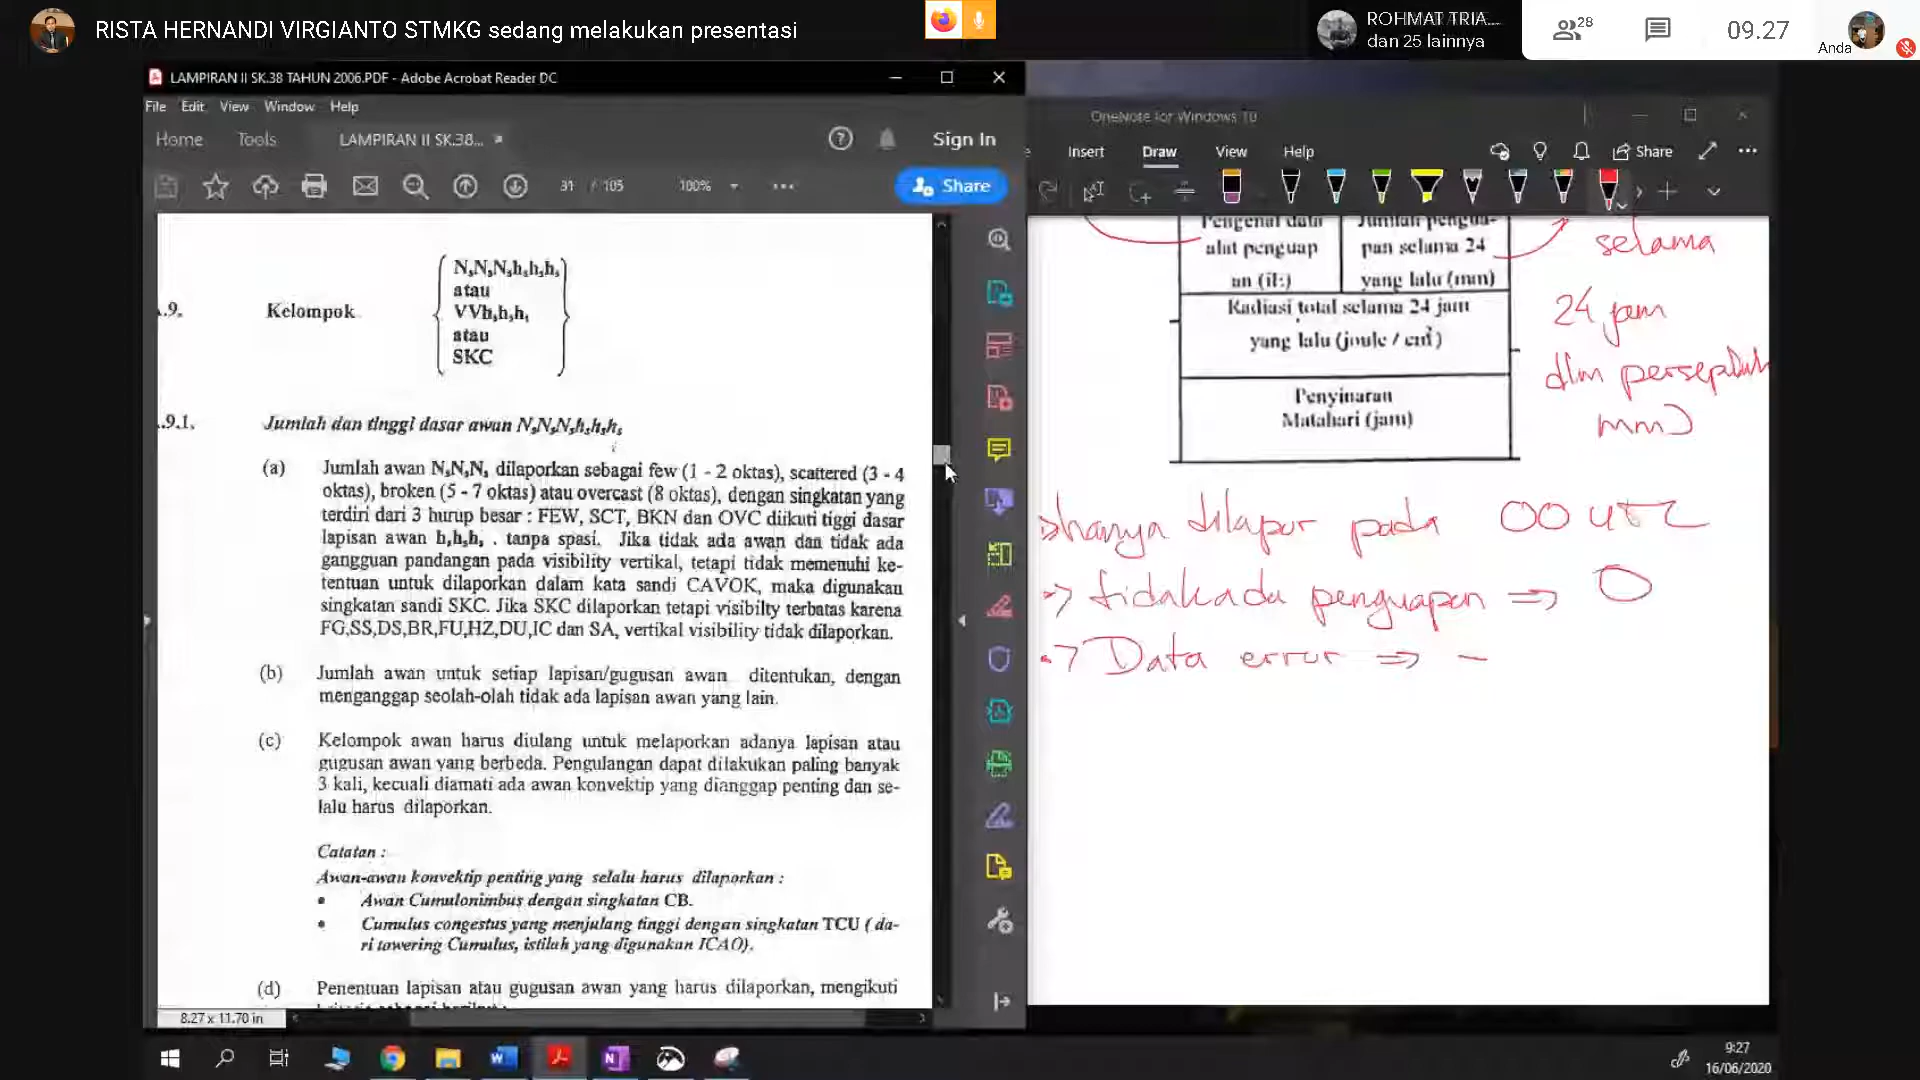 RISTA HERNANDI VIRGIANTO STMKG sedang melakukan presentasi
ROHMAT TRIA...
dan 25 lainnya
28
09.27
Anda
LAMPIRAN II SK.38 TAHUN 2006.PDF - Adobe Acrobat Reader DC
File Edit View Window Help
Home Tools LAMPIRAN II SK.38... Sign In
31 / 105 100% Share
.9. Kelompok
NsNsNshshshs
atau
VVhshshs
atau
SKC
.9.1. Jumlah dan tinggi dasar awan NsNsNshshshs
(a) Jumlah awan NsNsNs dilaporkan sebagai few (1 - 2 oktas), scattered (3 - 4
oktas), broken (5 - 7 oktas) atau overcast (8 oktas), dengan singkatan yang
terdiri dari 3 hurup besar : FEW, SCT, BKN dan OVC diikuti tiggi dasar
lapisan awan hshshs . tanpa spasi. Jika tidak ada awan dan tidak ada
gangguan pandangan pada visibility vertikal, tetapi tidak memenuhi ke-
tentuan untuk dilaporkan dalam kata sandi CAVOK, maka digunakan
singkatan sandi SKC. Jika SKC dilaporkan tetapi visibilty terbatas karena
FG,SS,DS,BR,FU,HZ,DU,IC dan SA, vertikal visibility tidak dilaporkan.
(b) Jumlah awan untuk setiap lapisan/gugusan awan ditentukan, dengan
menganggap seolah-olah tidak ada lapisan awan yang lain.
(c) Kelompok awan harus diulang untuk melaporkan adanya lapisan atau
gugusan awan yang berbeda. Pengulangan dapat dilakukan paling banyak
3 kali, kecuali diamati ada awan konvektip yang dianggap penting dan se-
lalu harus dilaporkan.
Catatan :
Awan-awan konvektip penting yang selalu harus dilaporkan :
• Awan Cumulonimbus dengan singkatan CB.
• Cumulus congestus yang menjulang tinggi dengan singkatan TCU ( da-
ri towering Cumulus, istilah yang digunakan ICAO).
(d) Penentuan lapisan atau gugusan awan yang harus dilaporkan, mengikuti
8.27 x 11.70 in
OneNote for Windows 10
Insert Draw View Help Share
Pengenal data
alat penguap
an (iE:)
Jumlah pengua-
pan selama 24
yang lalu (mm)
Radiasi total selama 24 jam
yang lalu (joule / cm²)
Penyinaran
Matahari (jam)
selama
24 jam
dlm persepuluh
mm)
hanya dilapor pada 00 UTC
-> tidak ada penguapan => 0
-> Data error => -
9:27
16/06/2020